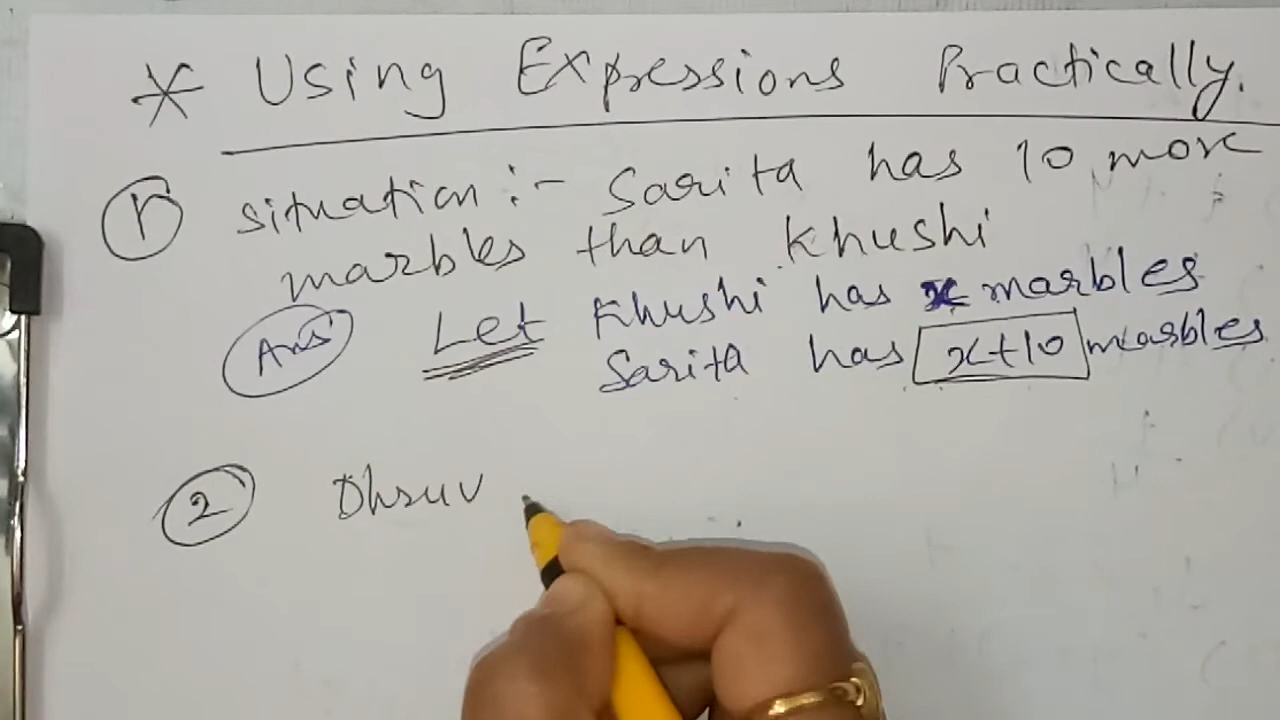 * Using Expressions Practically.
① situation :- Sarita has 10 more
marbles than Khushi
Ans Let Khushi has x marbles
Sarita has x+10 marbles
② Dhruv